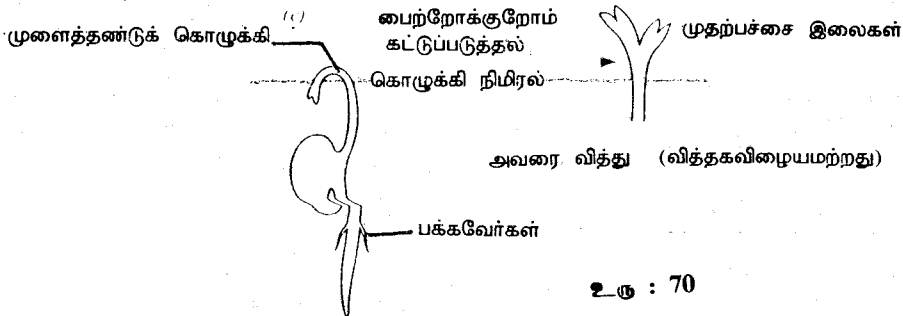 (c)
முளைத்தண்டுக் கொழுக்கி
பைற்றோக்குறோம்
கட்டுப்படுத்தல்
கொழுக்கி நிமிரல்
முதற்பச்சை இலைகள்
அவரை வித்து (வித்தகவிழையமற்றது)
பக்கவேர்கள்
உரு : 70